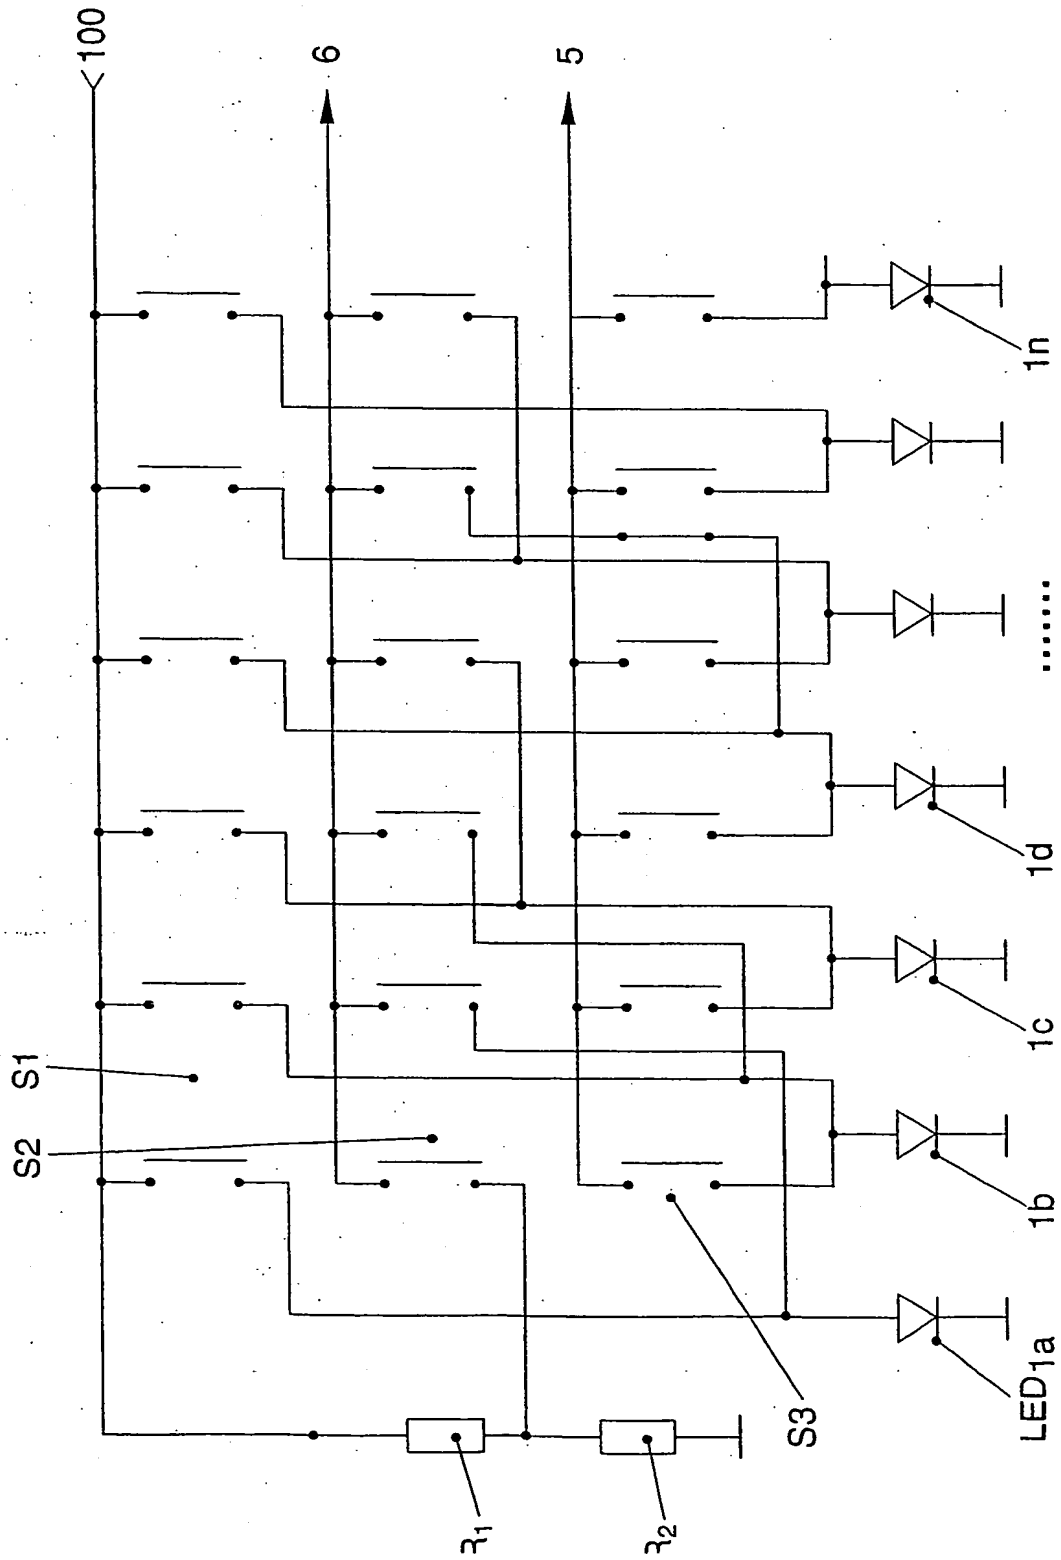 100
6
5
S1
S2
S3
R1
R2
LED1a
1b
1c
1d
.......
1n